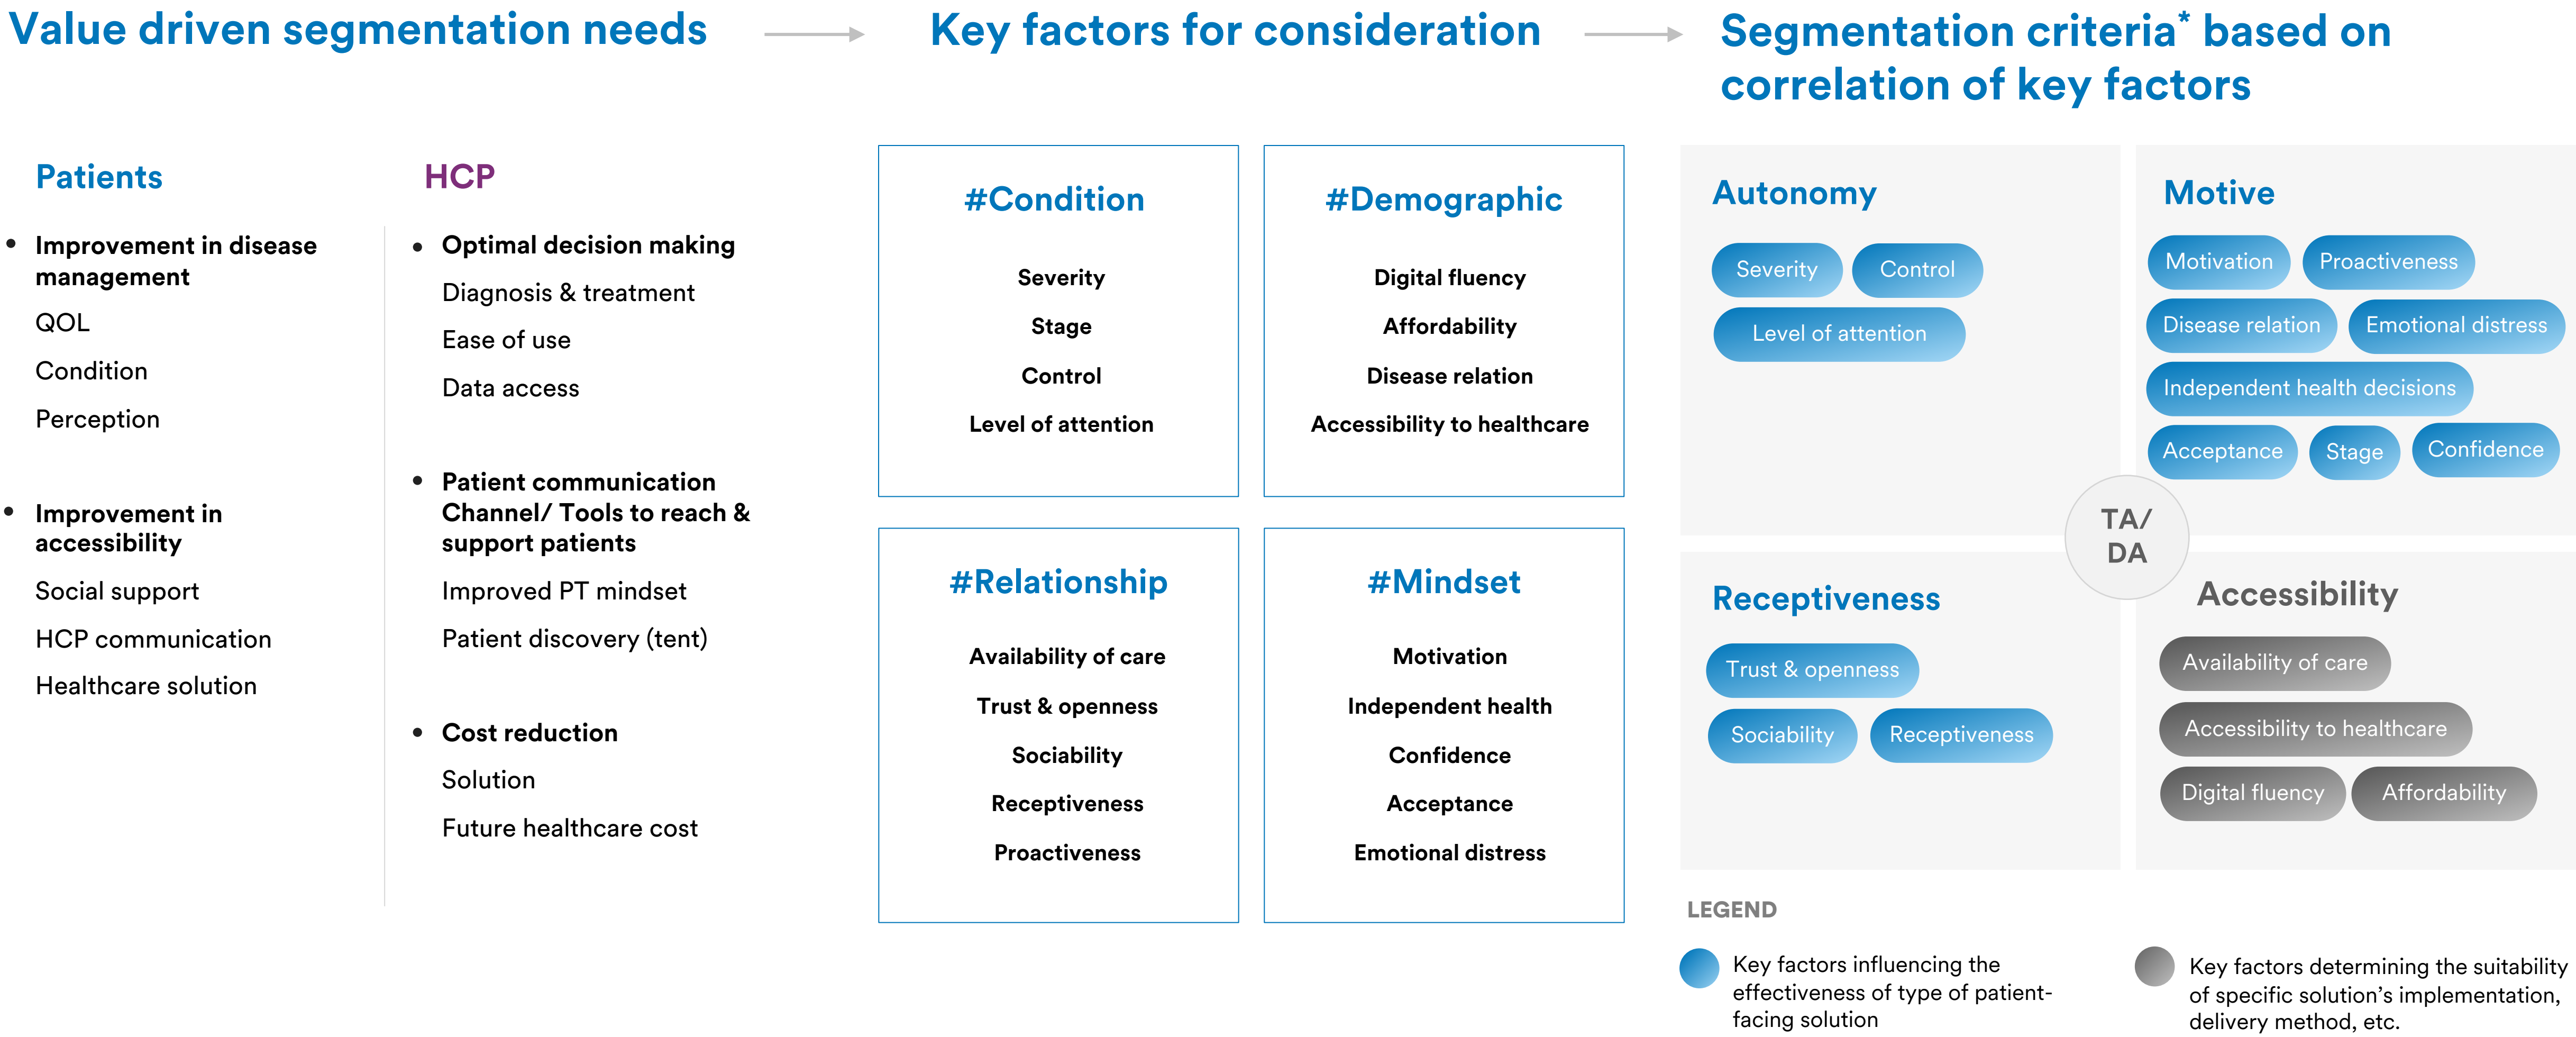 Value driven segmentation needs
Key factors for consideration
Segmentation criteria* based on
correlation of key factors
Patients
Improvement in disease
management
QOL
Condition
Perception
Improvement in
accessibility
Social support
HCP communication
Healthcare solution
HCP
Optimal decision making
Diagnosis & treatment
Ease of use
Data access
Patient communication
Channel/ Tools to reach &
support patients
Improved PT mindset
Patient discovery (tent)
Cost reduction
Solution
Future healthcare cost
#Condition
Severity
Stage
Control
Level of attention
#Demographic
Digital fluency
Affordability
Disease relation
Accessibility to healthcare
#Relationship
Availability of care
Trust & openness
Sociability
Receptiveness
Proactiveness
#Mindset
Motivation
Independent health
Confidence
Acceptance
Emotional distress
Autonomy
Severity
Control
Level of attention
Motive
Motivation
Proactiveness
Disease relation
Emotional distress
Independent health decisions
Acceptance
Stage
Confidence
TA/
DA
Receptiveness
Trust & openness
Sociability
Receptiveness
Accessibility
Availability of care
Accessibility to healthcare
Digital fluency
Affordability
LEGEND
Key factors influencing the
effectiveness of type of patient-
facing solution
Key factors determining the suitability
of specific solution's implementation,
delivery method, etc.